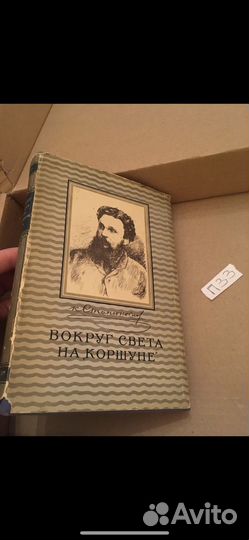 К. Станюкович
ВОКРУГ СВЕТА
НА „КОРШУНЕ"
П33
Avito